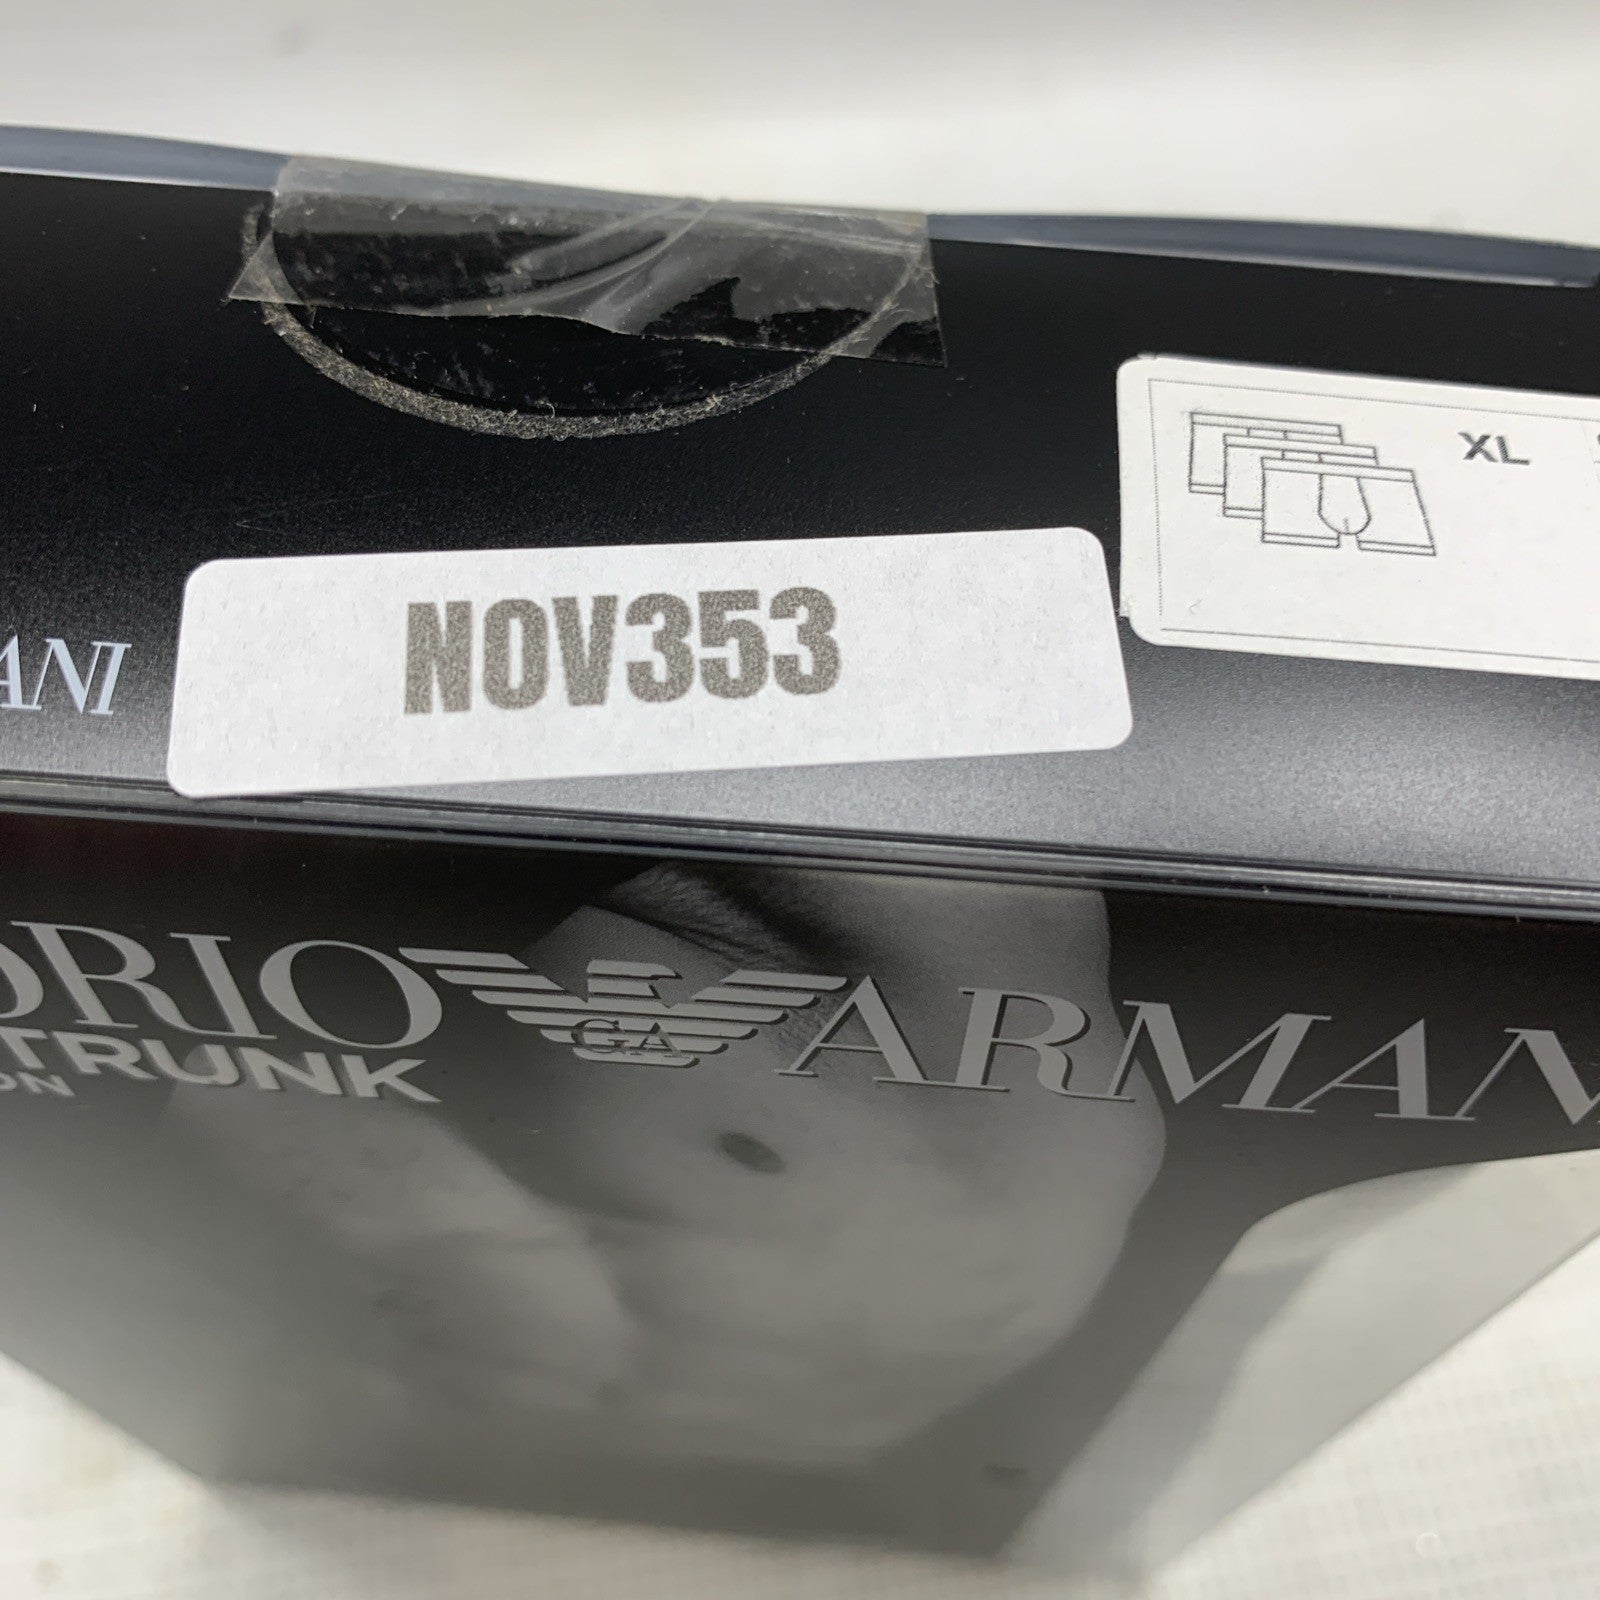 XL
NOV353
ANI
ORIO GA ARMAN
TRUNK
ON